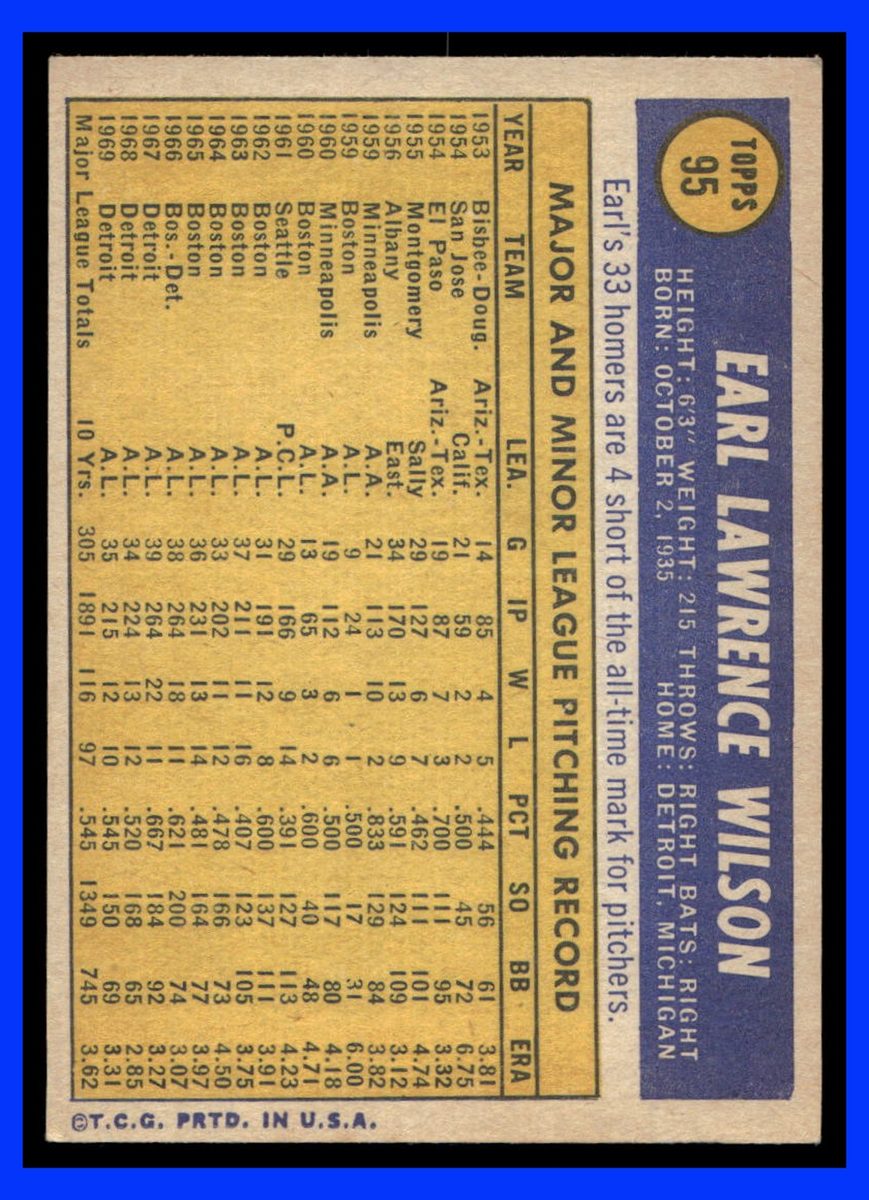 TOPPS
95
EARL LAWRENCE WILSON
HEIGHT: 6'3" WEIGHT: 215 THROWS: RIGHT BATS: RIGHT
BORN: OCTOBER 2, 1935 HOME: DETROIT, MICHIGAN
Earl's 33 homers are 4 short of the all-time mark for pitchers.
MAJOR AND MINOR LEAGUE PITCHING RECORD
YEAR TEAM LEA. G IP W L PCT SO BB ERA
1953 Bisbee-Doug. Ariz.-Tex. 14 85 4 5 .444 56 61 3.81
1954 San Jose Calif. 21 59 2 2 .500 45 72 6.75
1954 El Paso Ariz.-Tex. 19 87 7 3 .700 111 95 3.32
1955 Montgomery Sally 29 127 6 7 .462 111 101 4.74
1956 Albany East. 34 170 13 9 .591 124 109 3.12
1959 Minneapolis A.A. 21 113 10 2 .833 129 84 3.82
1959 Boston A.L. 9 24 1 1 .500 17 31 6.00
1960 Minneapolis A.A. 19 112 6 6 .500 117 80 4.18
1960 Boston A.L. 13 65 3 2 .600 40 48 4.71
1961 Seattle P.C.L. 29 166 9 14 .391 127 113 4.23
1962 Boston A.L. 31 191 12 8 .600 137 111 3.91
1963 Boston A.L. 37 211 11 16 .407 123 105 3.75
1964 Boston A.L. 33 202 11 12 .478 166 73 4.50
1965 Boston A.L. 36 231 13 14 .481 164 77 3.97
1966 Bos.-Det. A.L. 38 264 18 11 .621 200 74 3.07
1967 Detroit A.L. 39 264 22 11 .667 184 92 3.27
1968 Detroit A.L. 34 224 13 12 .520 168 65 2.85
1969 Detroit A.L. 35 215 12 10 .545 150 69 3.31
Major League Totals 10 Yrs. 305 1891 116 97 .545 1349 745 3.62
©T.C.G. PRTD. IN U.S.A.